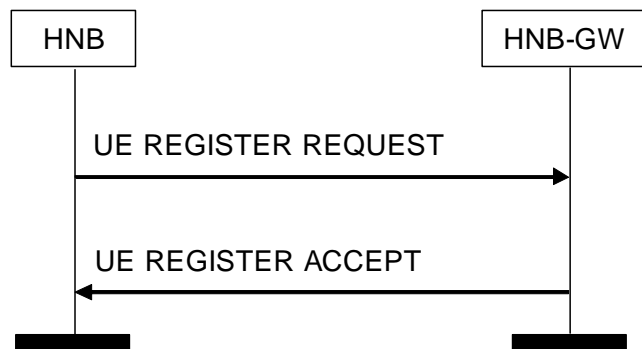 HNB
HNB-GW
UE REGISTER REQUEST
UE REGISTER ACCEPT